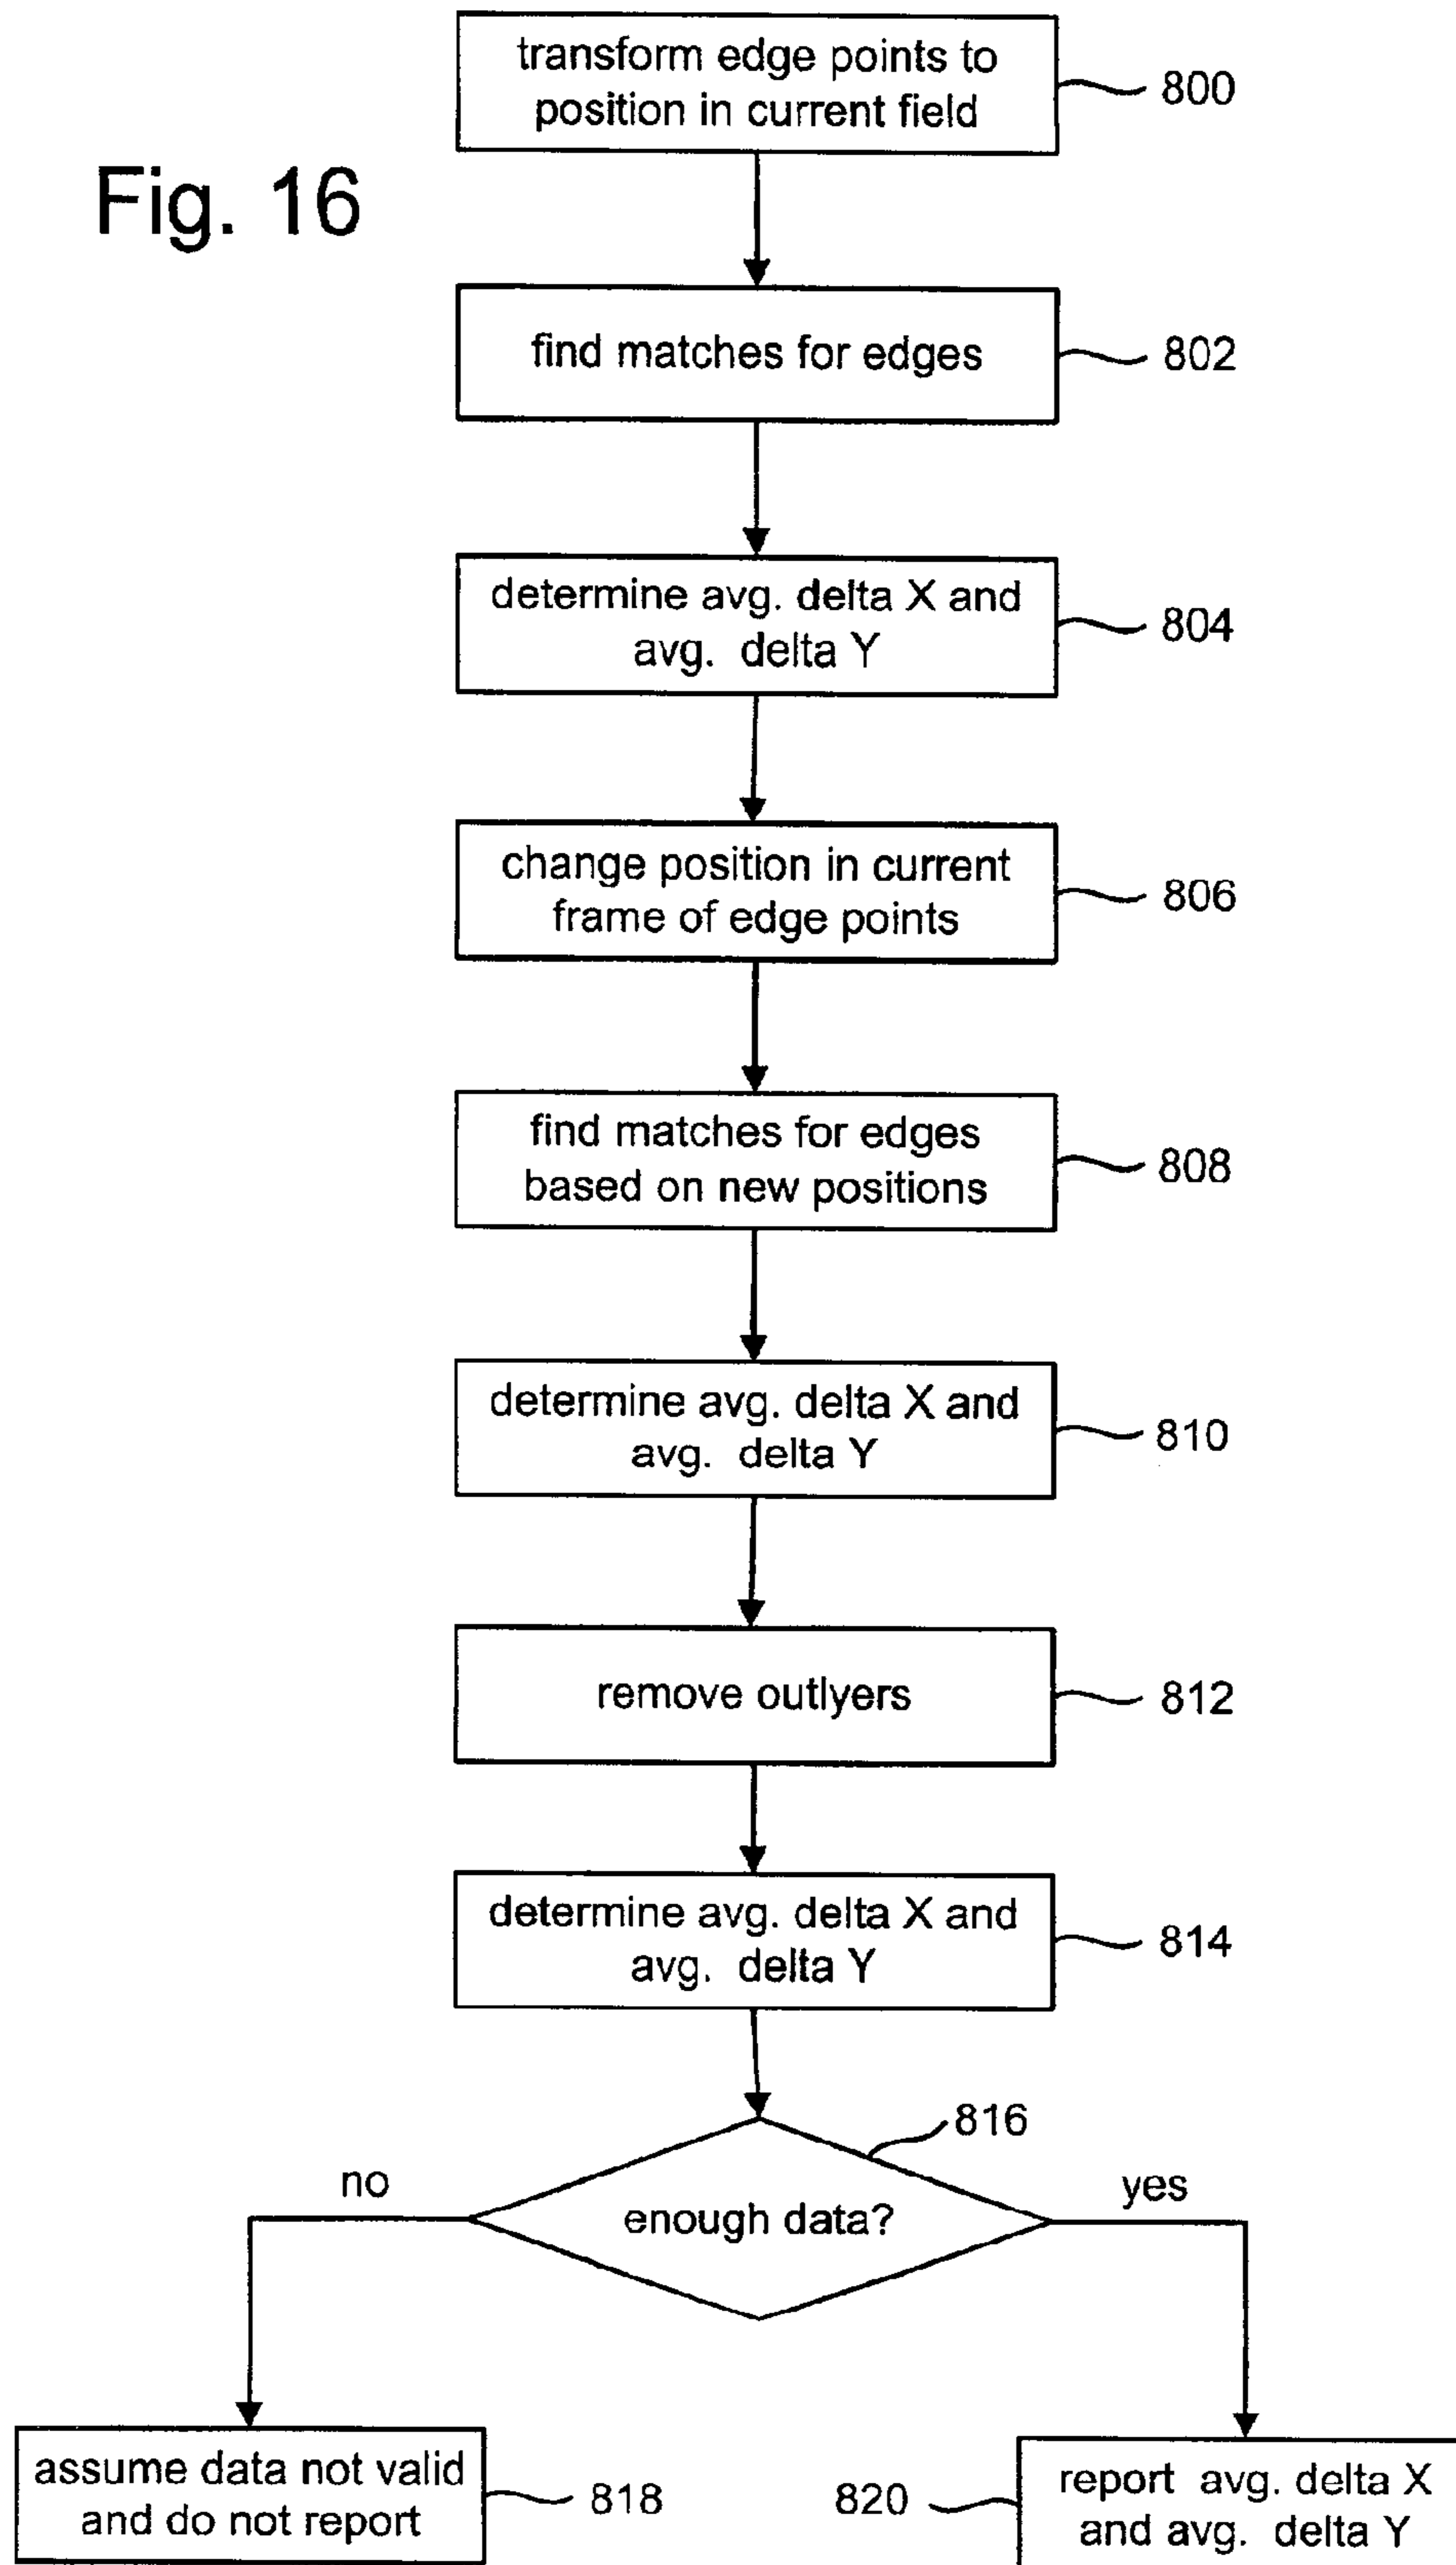 transform edge points to
position in current field
800
Fig. 16
find matches for edges
802
determine avg. delta X and
avg. delta Y
804
change position in current
frame of edge points
806
find matches for edges
based on new positions
808
determine avg. delta X and
avg. delta Y
810
remove outlyers
812
determine avg. delta X and
avg. delta Y
814
816
no
enough data?
yes
assume data not valid
and do not report
818
820
report avg. delta X
and avg. delta Y